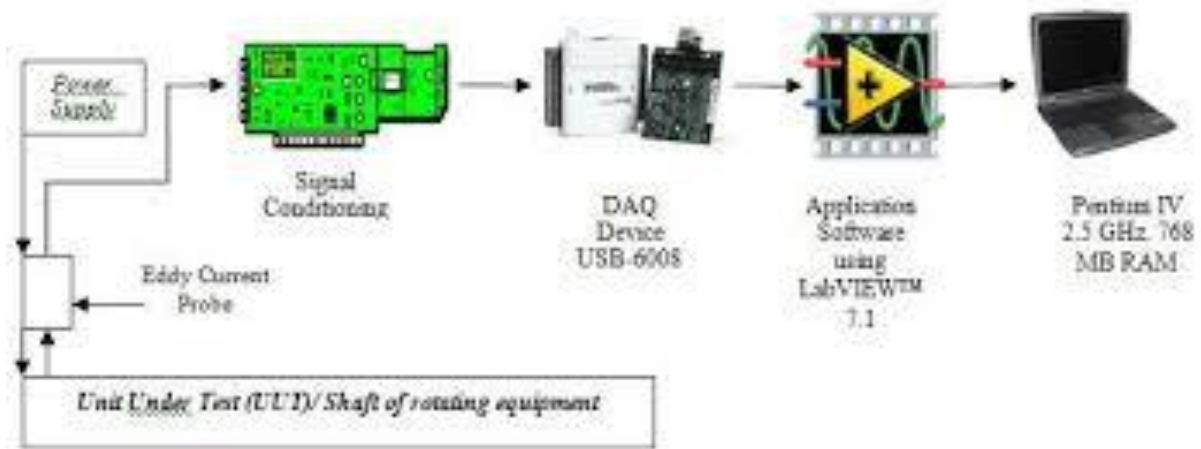 Power
Supply
Signal
Conditioning
DAQ
Device
USB-6008
Application
Software
using
LabVIEW™
7.1
Pentium IV
2.5 GHz, 768
MB RAM
Eddy Current
Probe
Unit Under Test (UUT)/ Shaft of rotating equipment